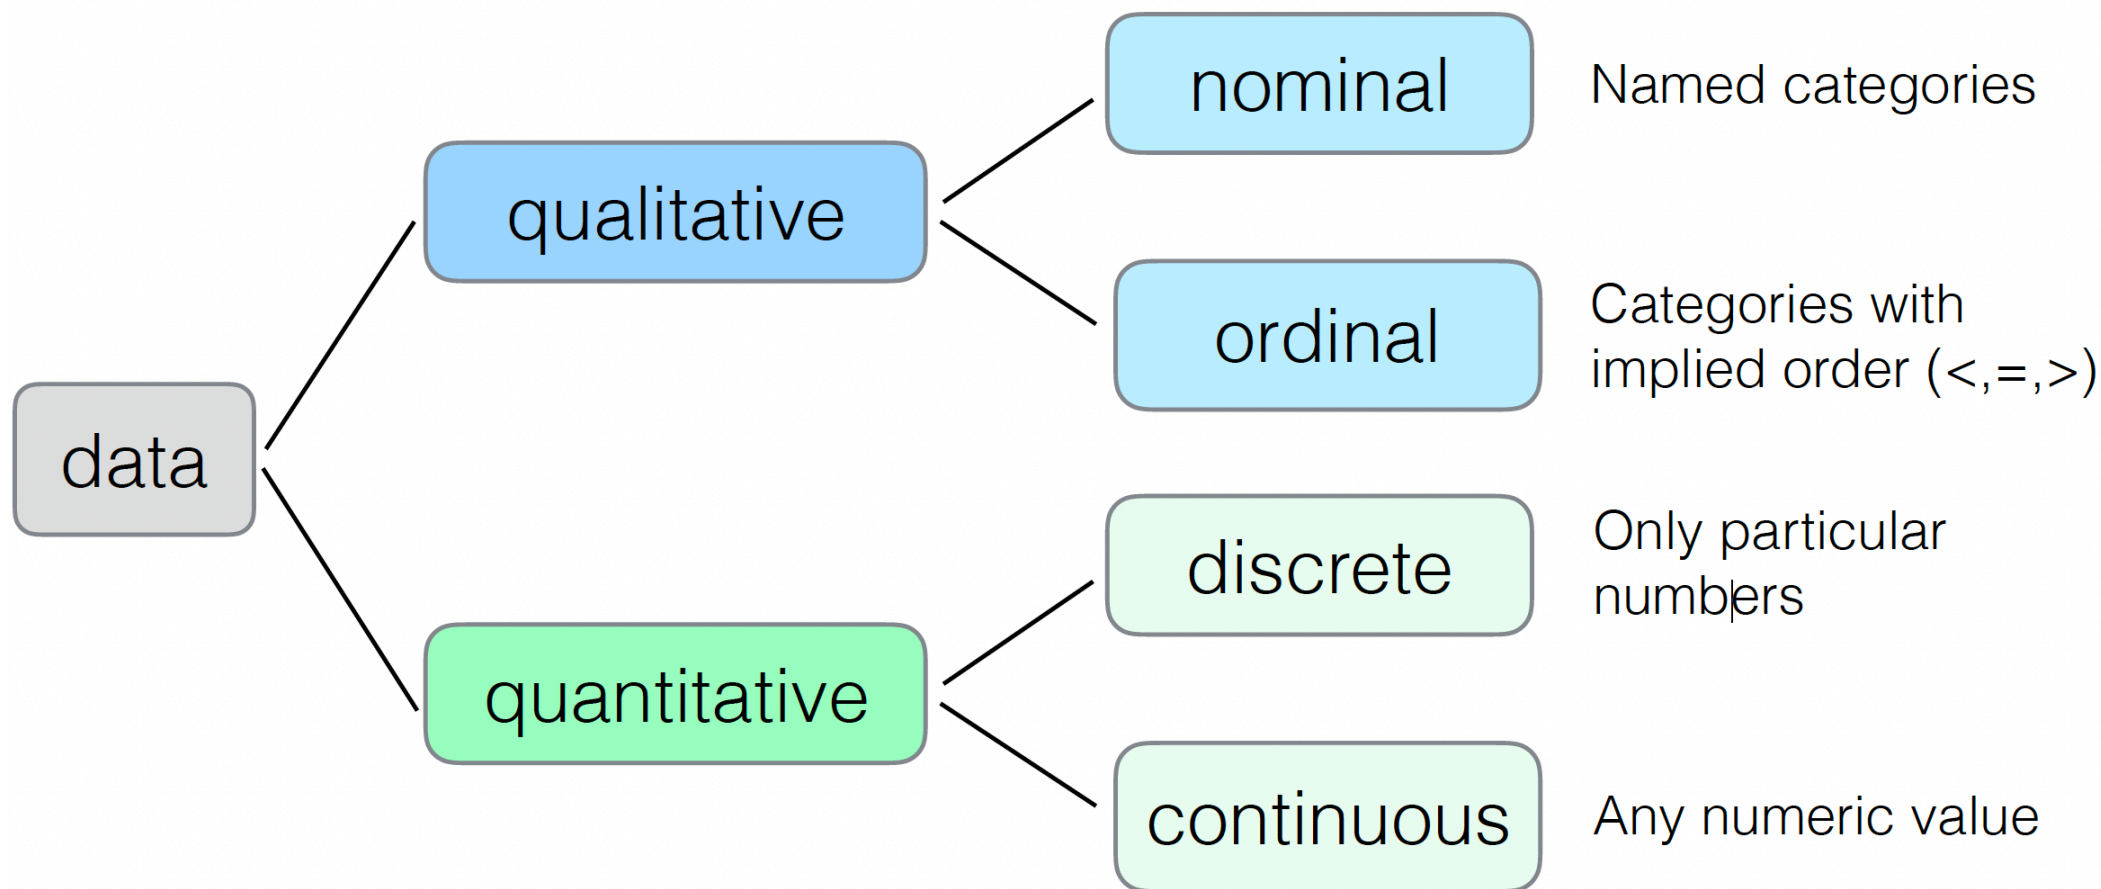 data
qualitative
quantitative
nominal
Named categories
ordinal
Categories with
implied order (<,=,>)
discrete
Only particular
numbers
continuous
Any numeric value